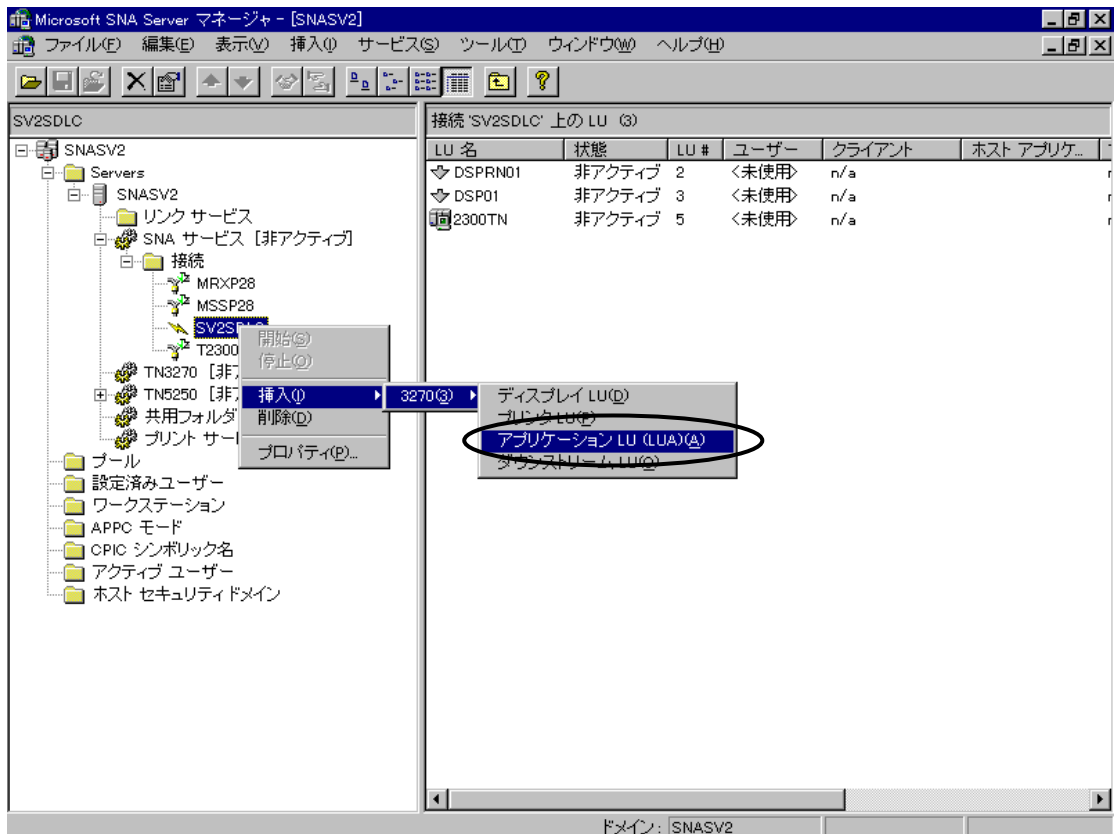 Microsoft SNA Server マネージャ - [SNASV2]
ファイル(F) 編集(E) 表示(V) 挿入(I) サービス(S) ツール(T) ウィンドウ(W) ヘルプ(H)
SV2SDLC
接続 'SV2SDLC' 上の LU (3)
SNASV2
Servers
SNASV2
リンク サービス
SNA サービス [非アクティブ]
接続
MRXP28
MSSP28
SV2SDLC
T2300
TN3270 [非ア
TN5250 [非ア
共用フォルダ
プリント サー
プール
設定済みユーザー
ワークステーション
APPC モード
CPIC シンボリック名
アクティブ ユーザー
ホスト セキュリティ ドメイン
開始(S)
停止(O)
挿入(I)
削除(D)
プロパティ(P)...
3270(3)
ディスプレイ LU(D)
プリンタ LU(P)
アプリケーション LU (LUA)(A)
ダウンストリーム LU(O)
LU 名 状態 LU # ユーザー クライアント ホスト アプリケ...
DSPRN01 非アクティブ 2 <未使用> n/a
DSP01 非アクティブ 3 <未使用> n/a
2300TN 非アクティブ 5 <未使用> n/a
ドメイン: SNASV2